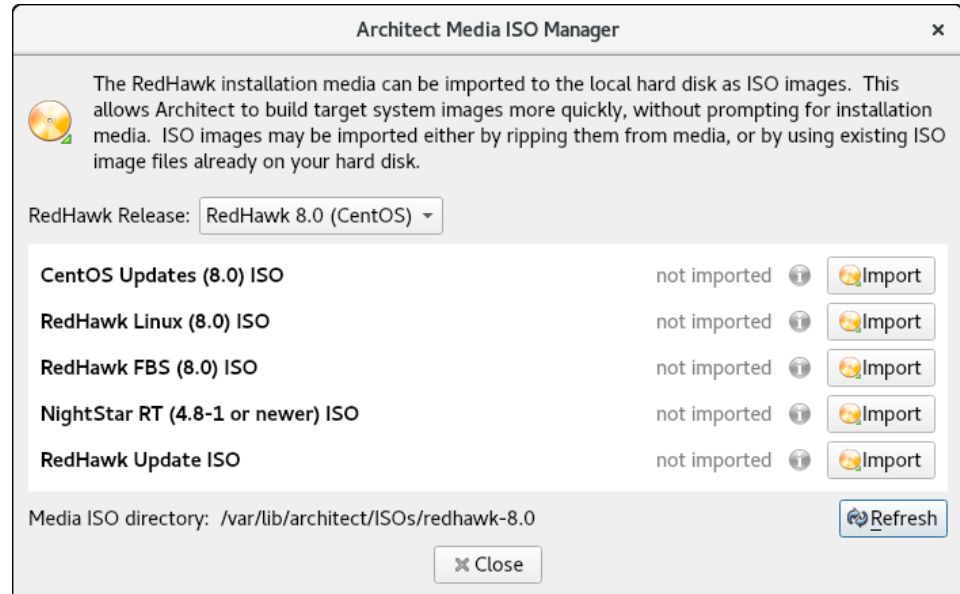 Architect Media ISO Manager
The RedHawk installation media can be imported to the local hard disk as ISO images.  This
allows Architect to build target system images more quickly, without prompting for installation
media.  ISO images may be imported either by ripping them from media, or by using existing ISO
image files already on your hard disk.
RedHawk Release: RedHawk 8.0 (CentOS)
CentOS Updates (8.0) ISO not imported Import
RedHawk Linux (8.0) ISO not imported Import
RedHawk FBS (8.0) ISO not imported Import
NightStar RT (4.8-1 or newer) ISO not imported Import
RedHawk Update ISO not imported Import
Media ISO directory: /var/lib/architect/ISOs/redhawk-8.0 Refresh
Close